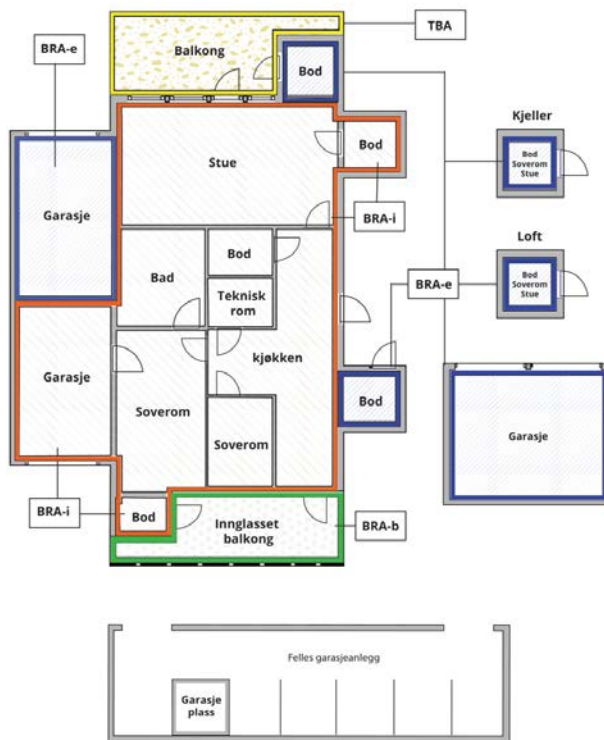 TBA
BRA-e
Balkong
Bod
Kjeller
Bod
Soverom
Stue
Bod
Stue
BRA-i
Garasje
Loft
Bod
Bad
Teknisk
rom
BRA-e
Bod
Soverom
Stue
Garasje
kjøkken
Bod
Soverom
Soverom
Garasje
BRA-i
Bod
Innglasset
balkong
BRA-b
Felles garasjeanlegg
Garasje
plass